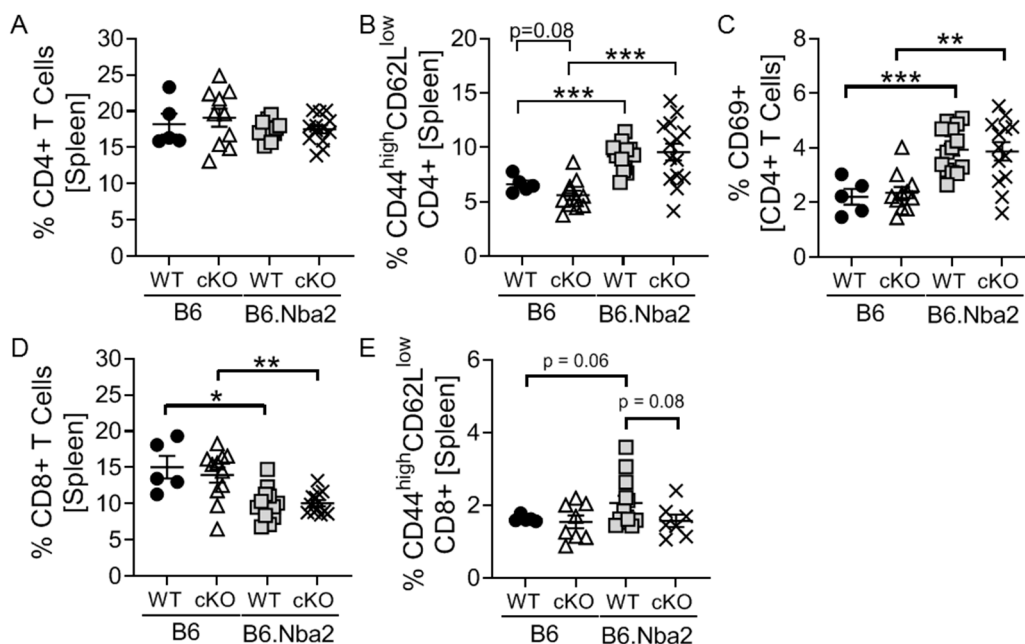 A
% CD4+ T Cells
[Spleen]
30
25
20
15
10
5
0
WT cKO WT cKO
B6 B6.Nba2
B
% CD44highCD62Llow
CD4+ [Spleen]
20
15
10
5
0
p=0.08
***
***
WT cKO WT cKO
B6 B6.Nba2
C
% CD69+
[CD4+ T Cells]
8
6
4
2
0
**
***
WT cKO WT cKO
B6 B6.Nba2
D
% CD8+ T Cells
[Spleen]
30
25
20
15
10
5
0
**
*
WT cKO WT cKO
B6 B6.Nba2
E
% CD44highCD62Llow
CD8+ [Spleen]
6
4
2
0
p = 0.06
p = 0.08
WT cKO WT cKO
B6 B6.Nba2